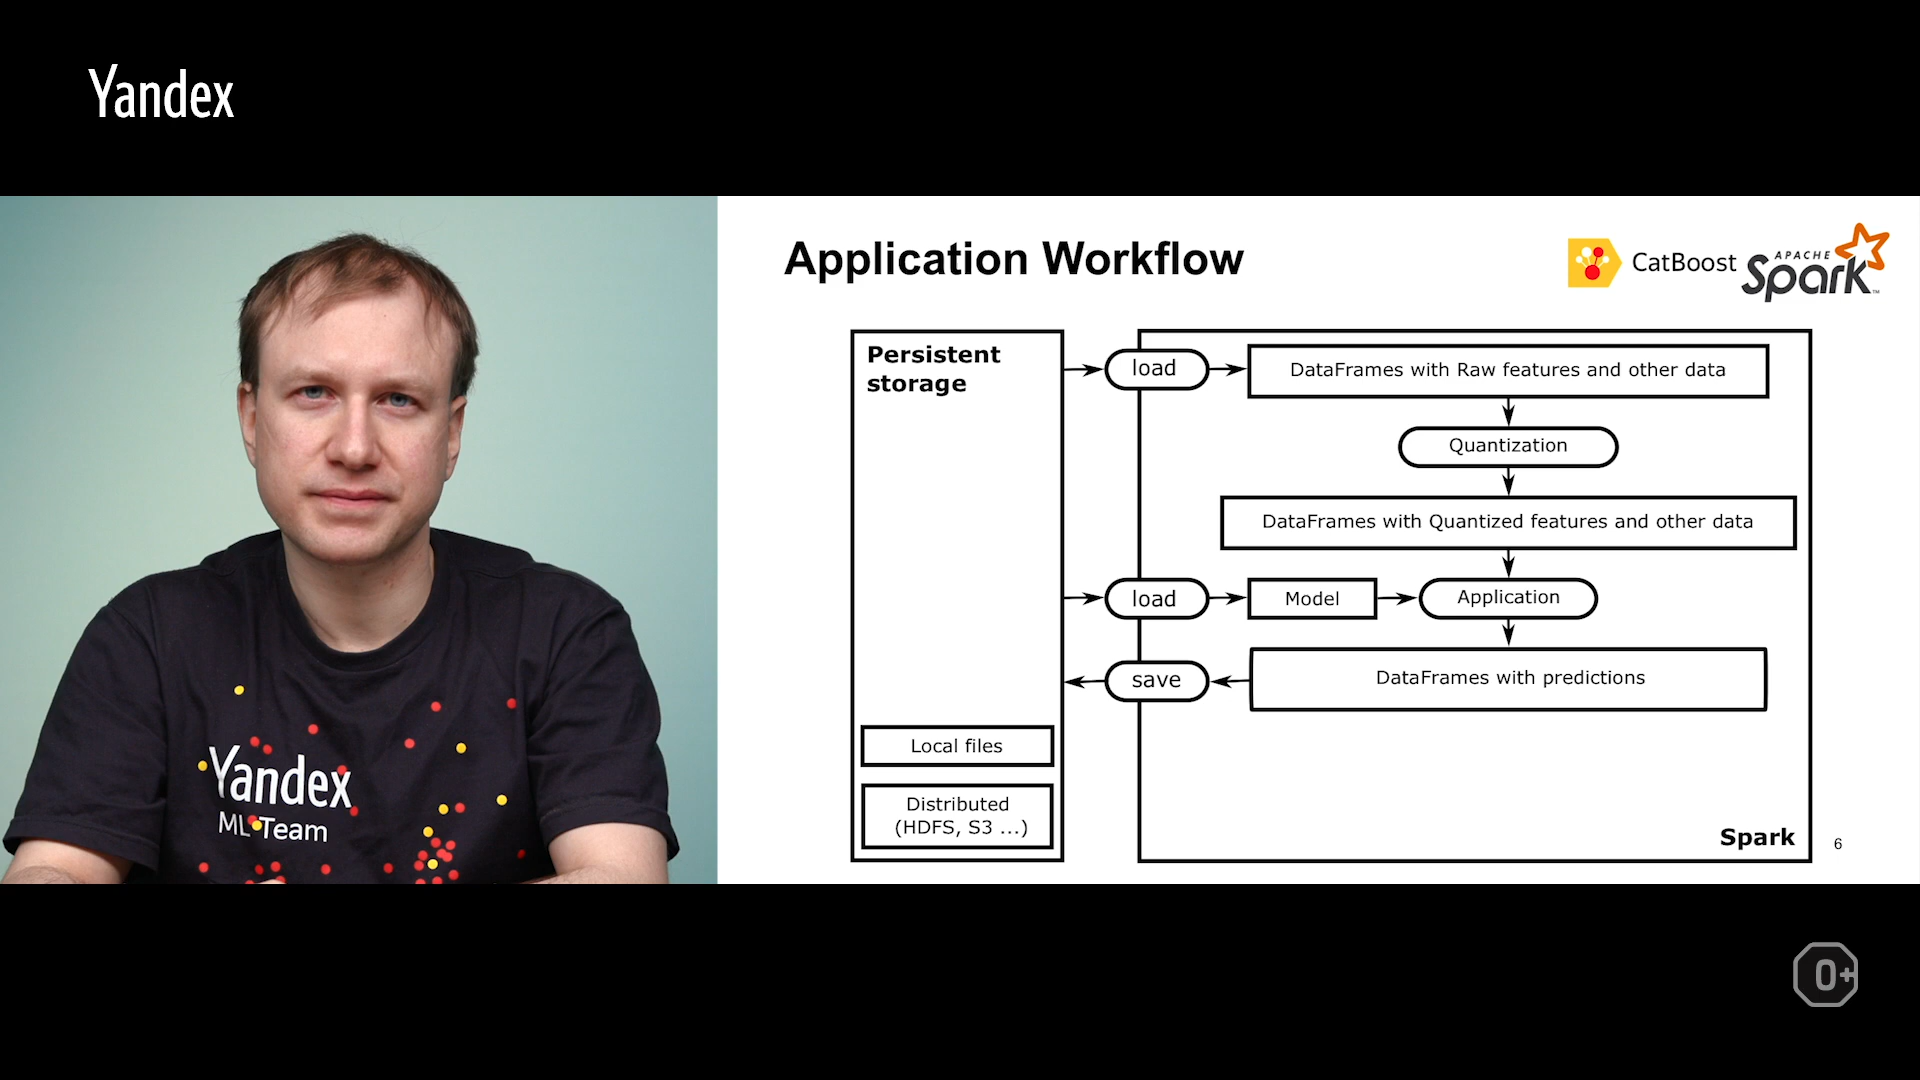 Yandex
Yandex
ML Team
Application Workflow
CatBoost
APACHE
Spark™
Persistent
storage
load
DataFrames with Raw features and other data
Quantization
DataFrames with Quantized features and other data
load
Model
Application
save
DataFrames with predictions
Local files
Distributed
(HDFS, S3 ...)
Spark
6
0+